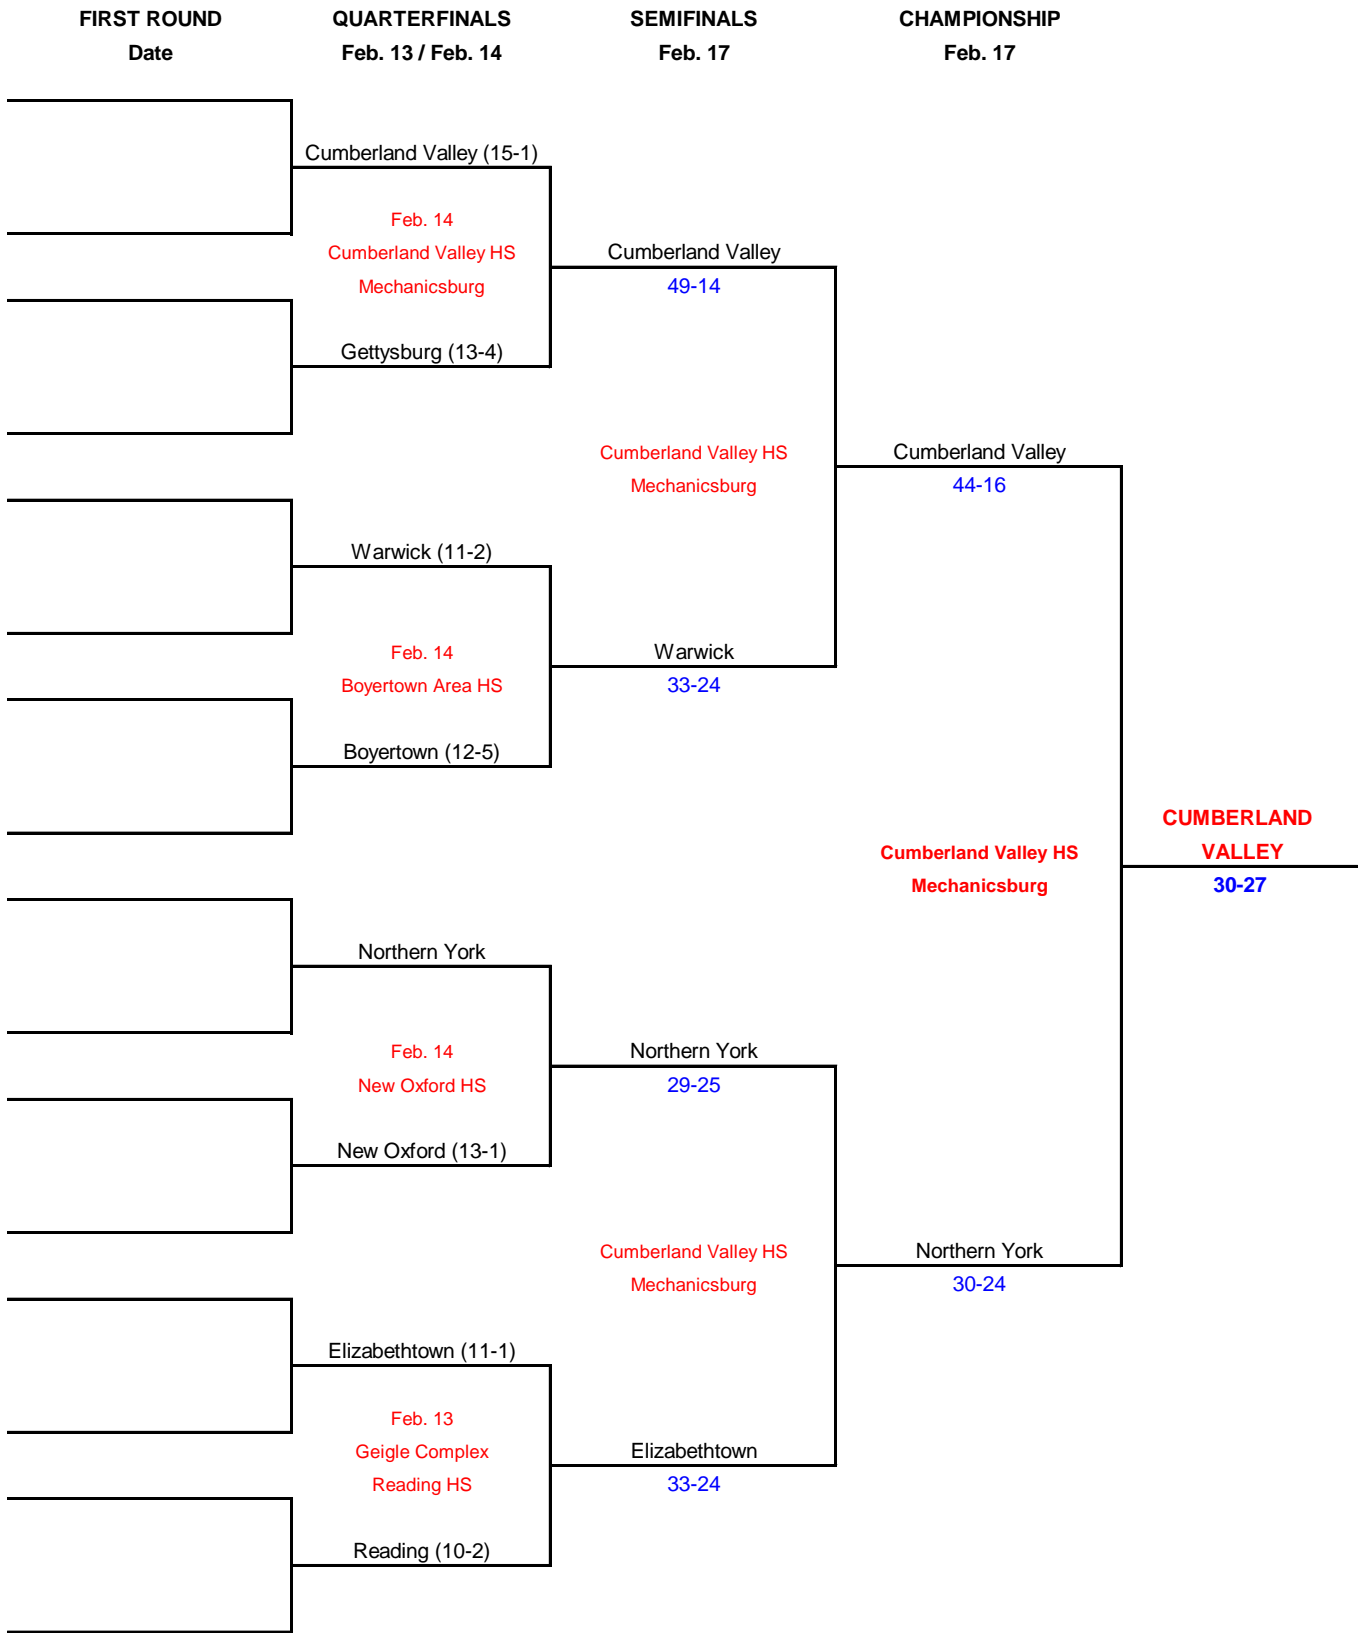 FIRST ROUND
Date
QUARTERFINALS
Feb. 13 / Feb. 14
SEMIFINALS
Feb. 17
CHAMPIONSHIP
Feb. 17
Cumberland Valley (15-1)
Feb. 14
Cumberland Valley HS
Mechanicsburg
Gettysburg (13-4)
Cumberland Valley
49-14
Cumberland Valley HS
Mechanicsburg
Cumberland Valley
44-16
Warwick (11-2)
Feb. 14
Boyertown Area HS
Boyertown (12-5)
Warwick
33-24
Cumberland Valley HS
Mechanicsburg
CUMBERLAND
VALLEY
30-27
Northern York
Feb. 14
New Oxford HS
New Oxford (13-1)
Northern York
29-25
Cumberland Valley HS
Mechanicsburg
Northern York
30-24
Elizabethtown (11-1)
Feb. 13
Geigle Complex
Reading HS
Reading (10-2)
Elizabethtown
33-24